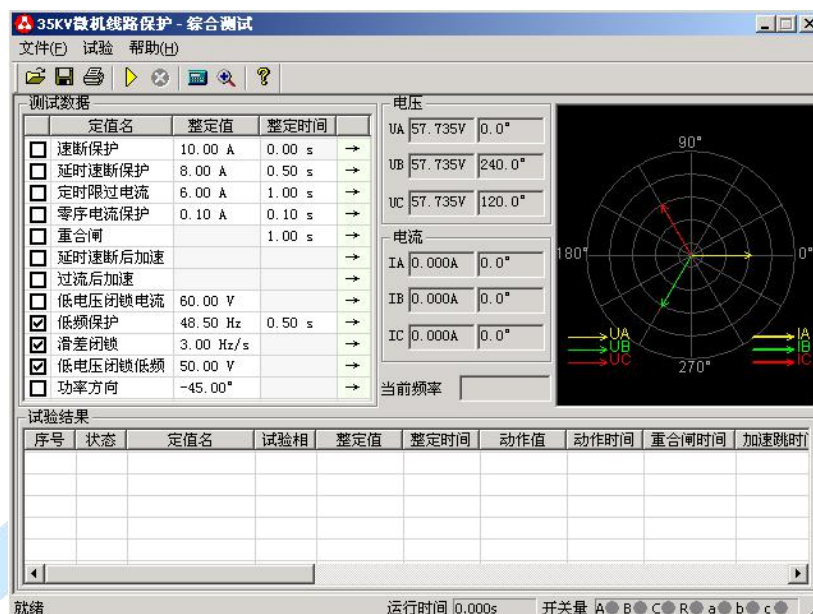 35KV微机线路保护 - 综合测试
文件(F) 试验 帮助(H)
测试数据
定值名 整定值 整定时间
速断保护 10.00 A 0.00 s →
延时速断保护 8.00 A 0.50 s →
定时限过电流 6.00 A 1.00 s →
零序电流保护 0.10 A 0.10 s →
重合闸 1.00 s →
延时速断后加速 →
过流后加速 →
低电压闭锁电流 60.00 V →
低频保护 48.50 Hz 0.50 s →
滑差闭锁 3.00 Hz/s →
低电压闭锁低频 50.00 V →
功率方向 -45.00° →
电压
UA 57.735V 0.0°
UB 57.735V 240.0°
UC 57.735V 120.0°
电流
IA 0.000A 0.0°
IB 0.000A 0.0°
IC 0.000A 0.0°
当前频率
90°
180° 0°
270°
UA IA
UB IB
UC IC
试验结果
序号 状态 定值名 试验相 整定值 整定时间 动作值 动作时间 重合闸时间 加速跳时
就绪 运行时间 0.000s 开关量 A B C R a b c